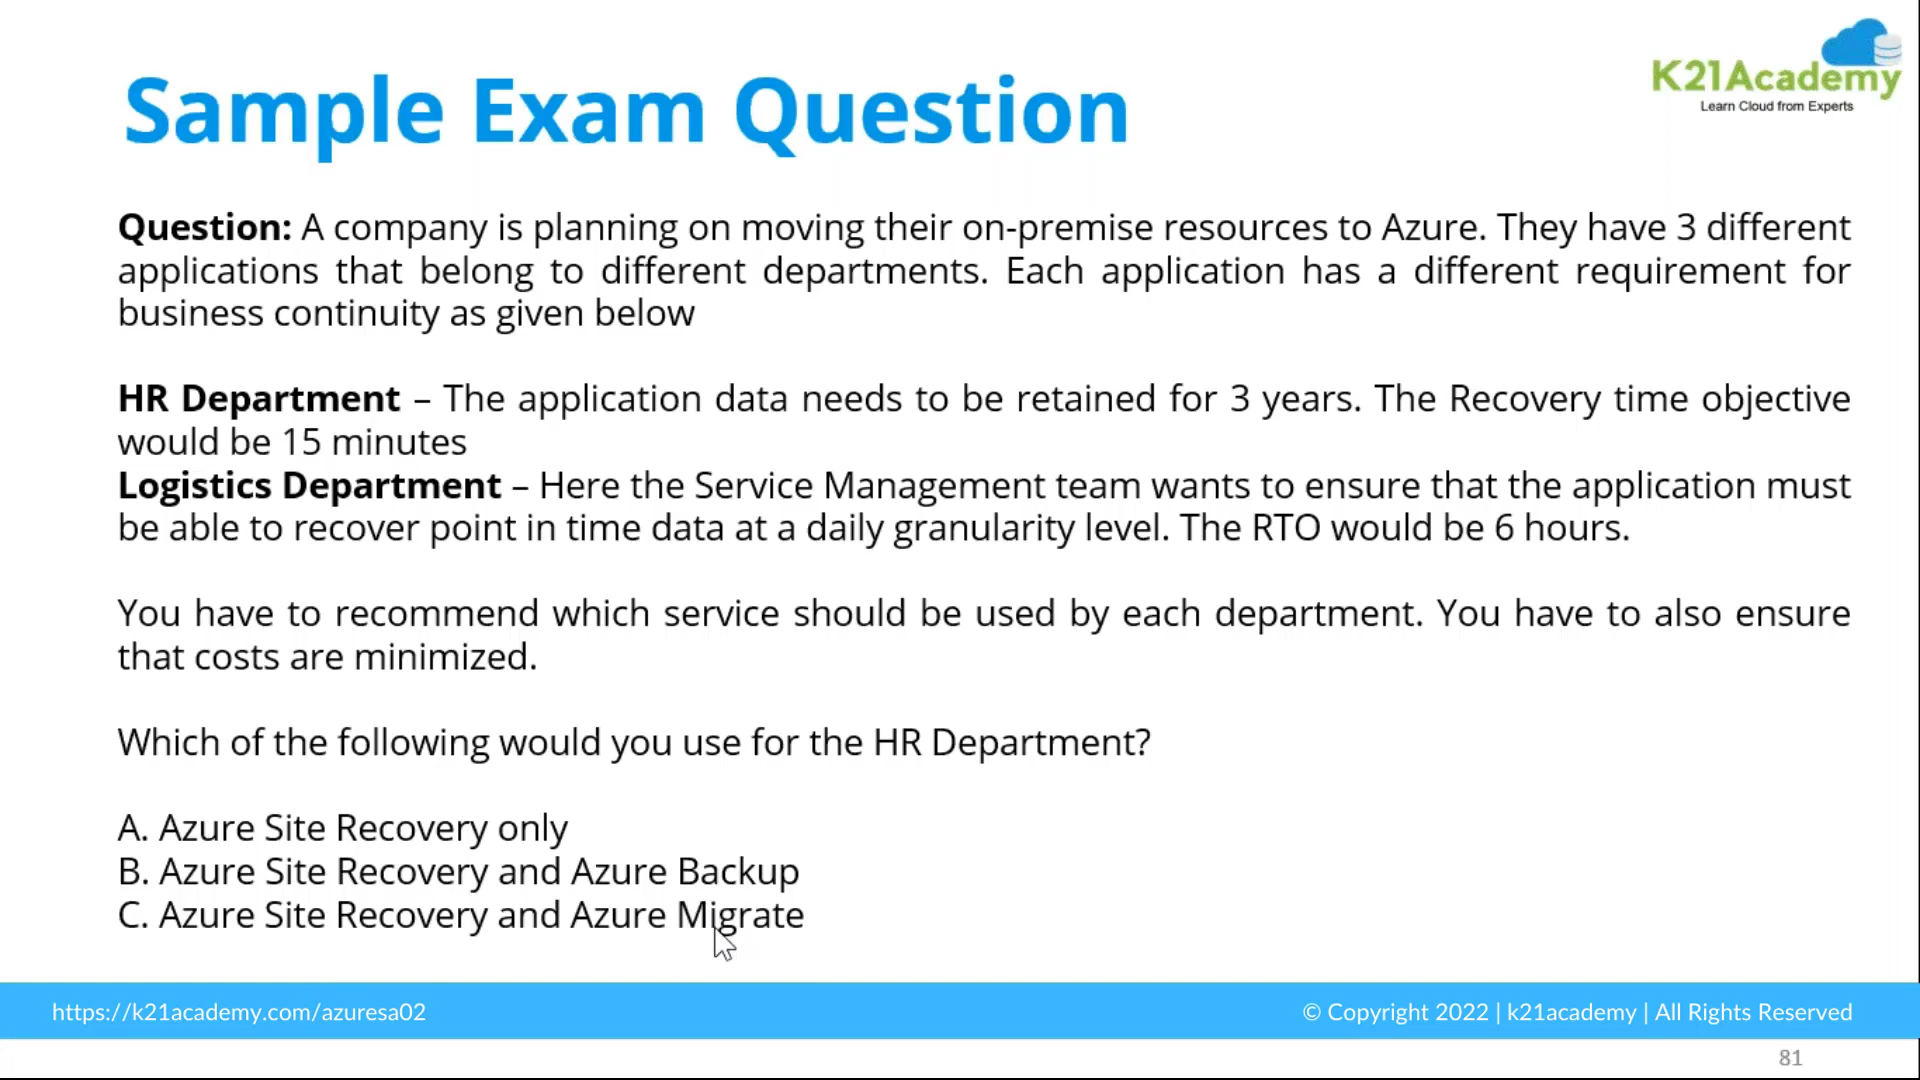 K21Academy
Learn Cloud from Experts
Sample Exam Question
Question: A company is planning on moving their on-premise resources to Azure. They have 3 different
applications that belong to different departments. Each application has a different requirement for
business continuity as given below
HR Department – The application data needs to be retained for 3 years. The Recovery time objective
would be 15 minutes
Logistics Department – Here the Service Management team wants to ensure that the application must
be able to recover point in time data at a daily granularity level. The RTO would be 6 hours.
You have to recommend which service should be used by each department. You have to also ensure
that costs are minimized.
Which of the following would you use for the HR Department?
A. Azure Site Recovery only
B. Azure Site Recovery and Azure Backup
C. Azure Site Recovery and Azure Migrate
https://k21academy.com/azuresa02
© Copyright 2022 | k21academy | All Rights Reserved
81